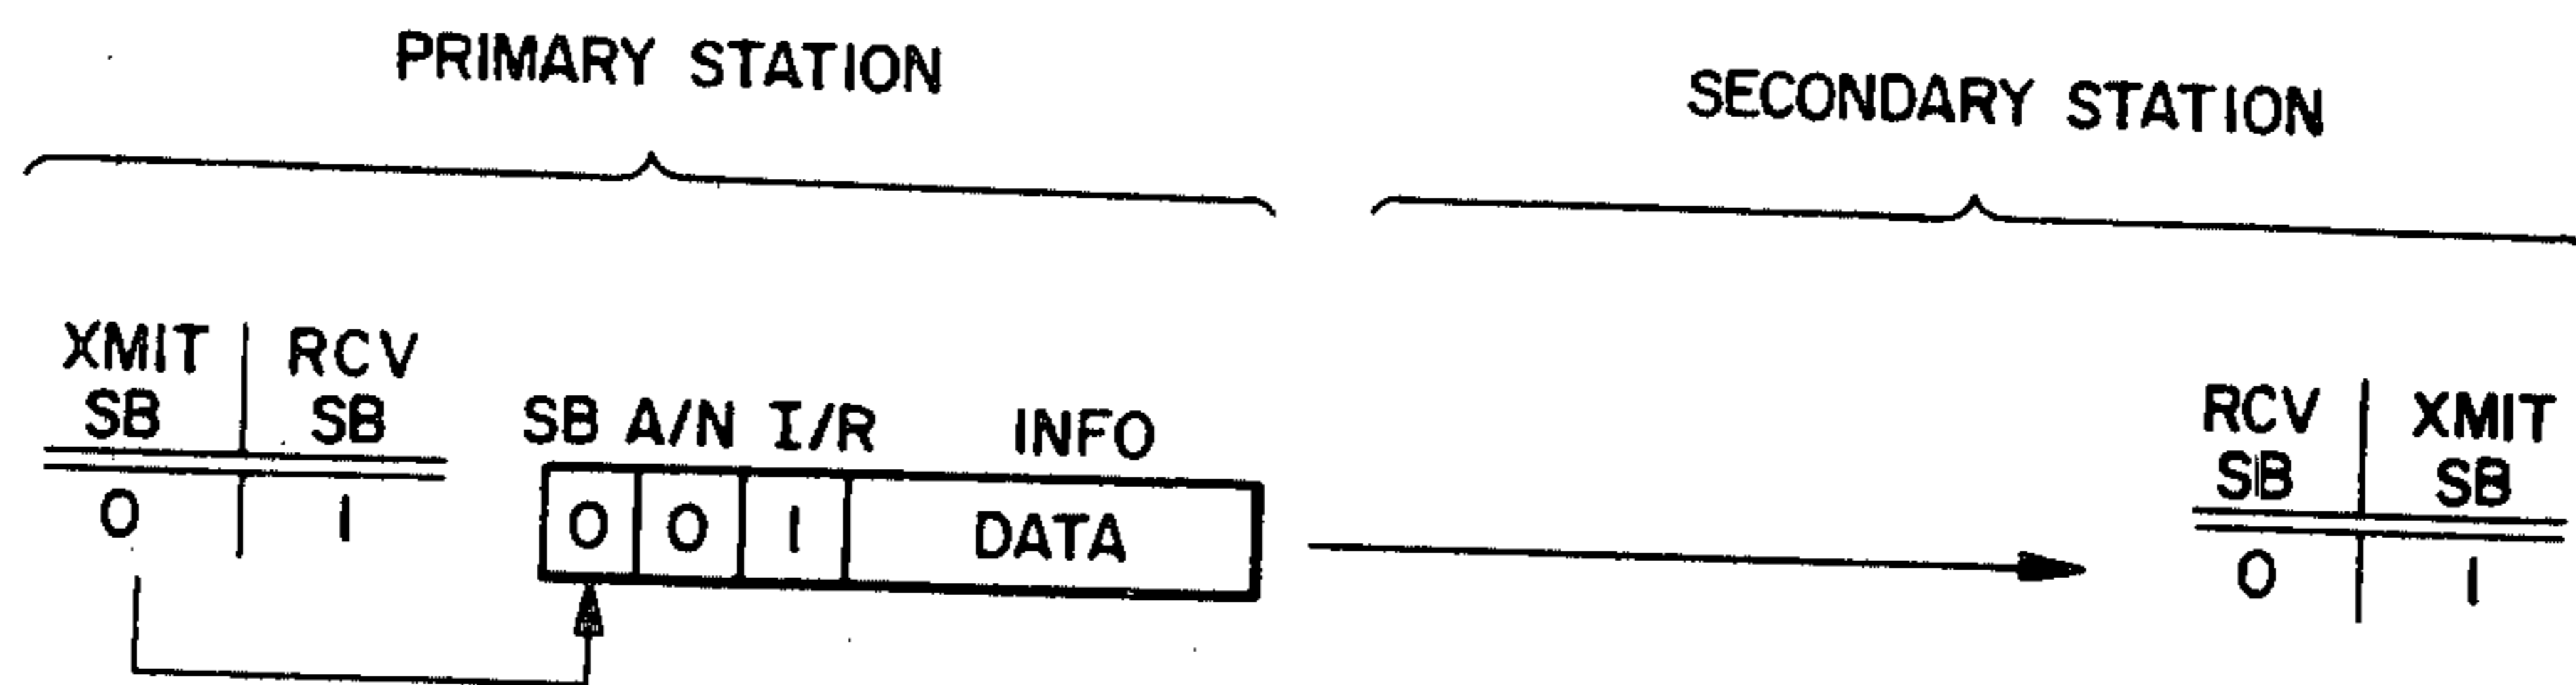 PRIMARY STATION
SECONDARY STATION
XMIT SB
RCV SB
0
1
SB A/N I/R INFO
0 0 1 DATA
RCV SB
XMIT SB
0
1